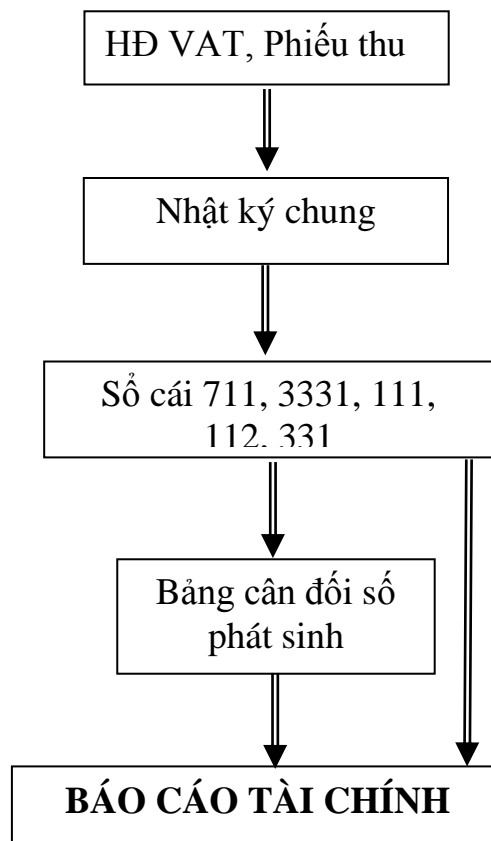 HĐ VAT, Phiếu thu
Nhật ký chung
Sổ cái 711, 3331, 111,
112, 331
Bảng cân đối số
phát sinh
BÁO CÁO TÀI CHÍNH